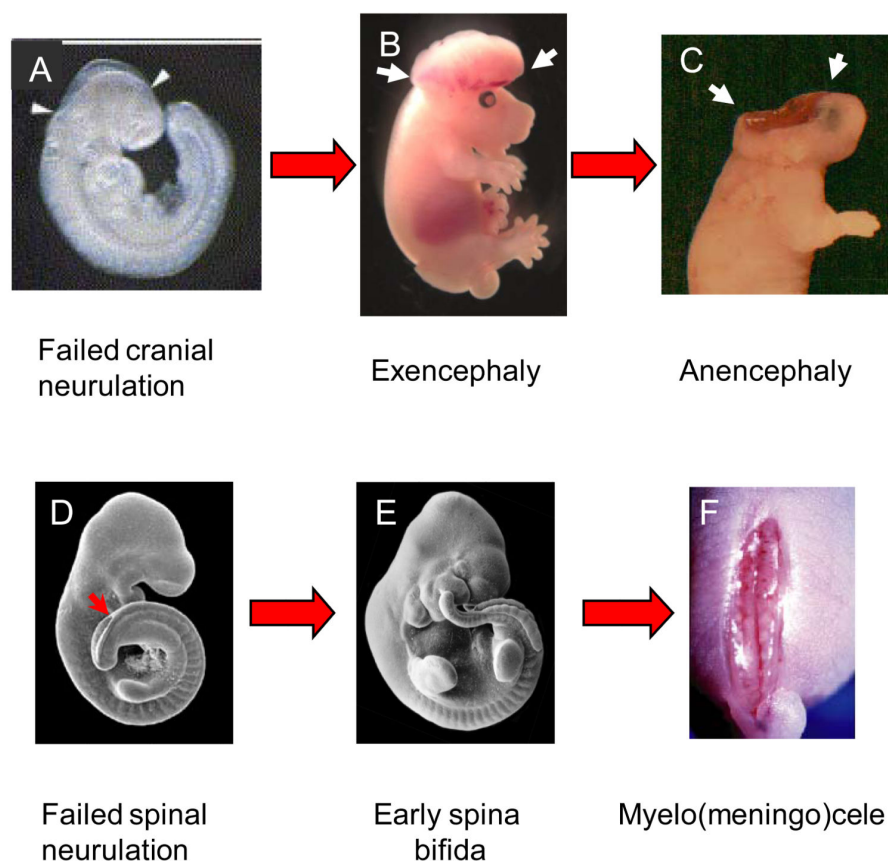 A
B
C
Failed cranial
neurulation
Exencephaly
Anencephaly
D
E
F
Failed spinal
neurulation
Early spina
bifida
Myelo(meningo)cele